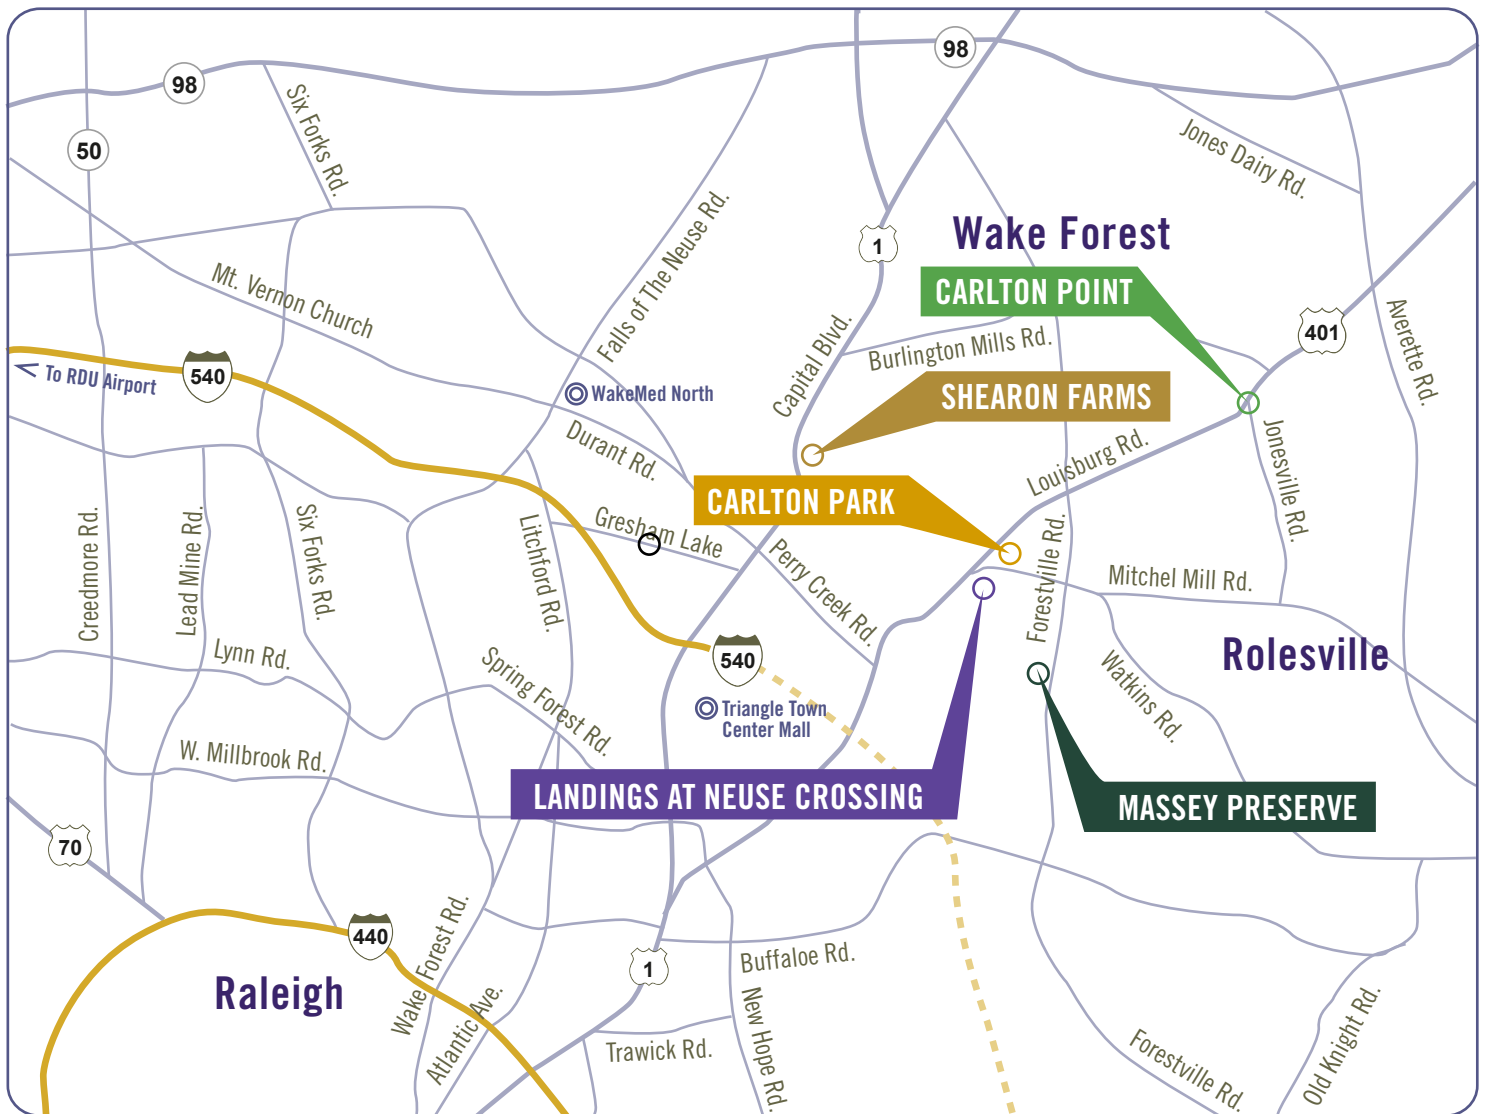 98
98
50
Six Forks Rd.
Jones Dairy Rd.
Wake Forest
1
CARLTON POINT
Falls of The Neuse Rd.
Mt. Vernon Church
401
Averette Rd.
Capital Blvd.
Burlington Mills Rd.
540
To RDU Airport
WakeMed North
SHEARON FARMS
Durant Rd.
Louisburg Rd.
Jonesville Rd.
CARLTON PARK
Gresham Lake
Creedmore Rd.
Lead Mine Rd.
Six Forks Rd.
Litchford Rd.
Perry Creek Rd.
Forestville Rd.
Mitchel Mill Rd.
Lynn Rd.
540
Rolesville
Spring Forest Rd.
Watkins Rd.
Triangle Town
Center Mall
W. Millbrook Rd.
LANDINGS AT NEUSE CROSSING
MASSEY PRESERVE
70
440
Wake Forest Rd.
Raleigh
1
Buffaloe Rd.
Atlantic Ave.
Trawick Rd.
New Hope Rd.
Forestville Rd.
Old Knight Rd.